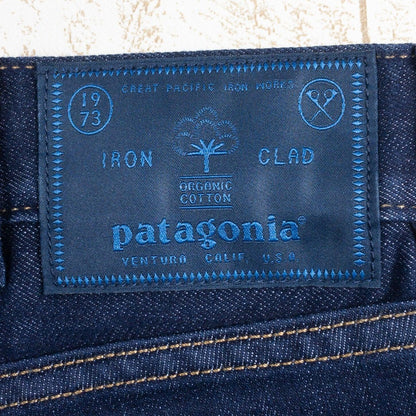 GREAT PACIFIC IRON WORKS
19
73
IRON CLAD
ORGANIC
COTTON
patagonia®
VENTURA CALIF. U.S.A